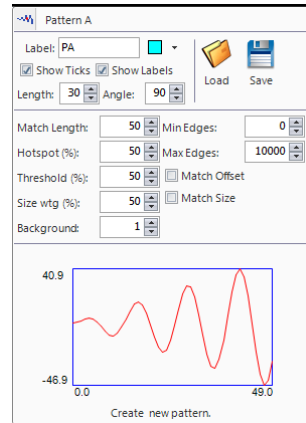 Pattern A
Label: PA
Show Ticks Show Labels
Length: 30 Angle: 90
Load Save
Match Length: 50 Min Edges: 0
Hotspot (%): 50 Max Edges: 10000
Threshold (%): 50 Match Offset
Size wtg (%): 50 Match Size
Background: 1
40.9
-46.9
0.0 49.0
Create new pattern.